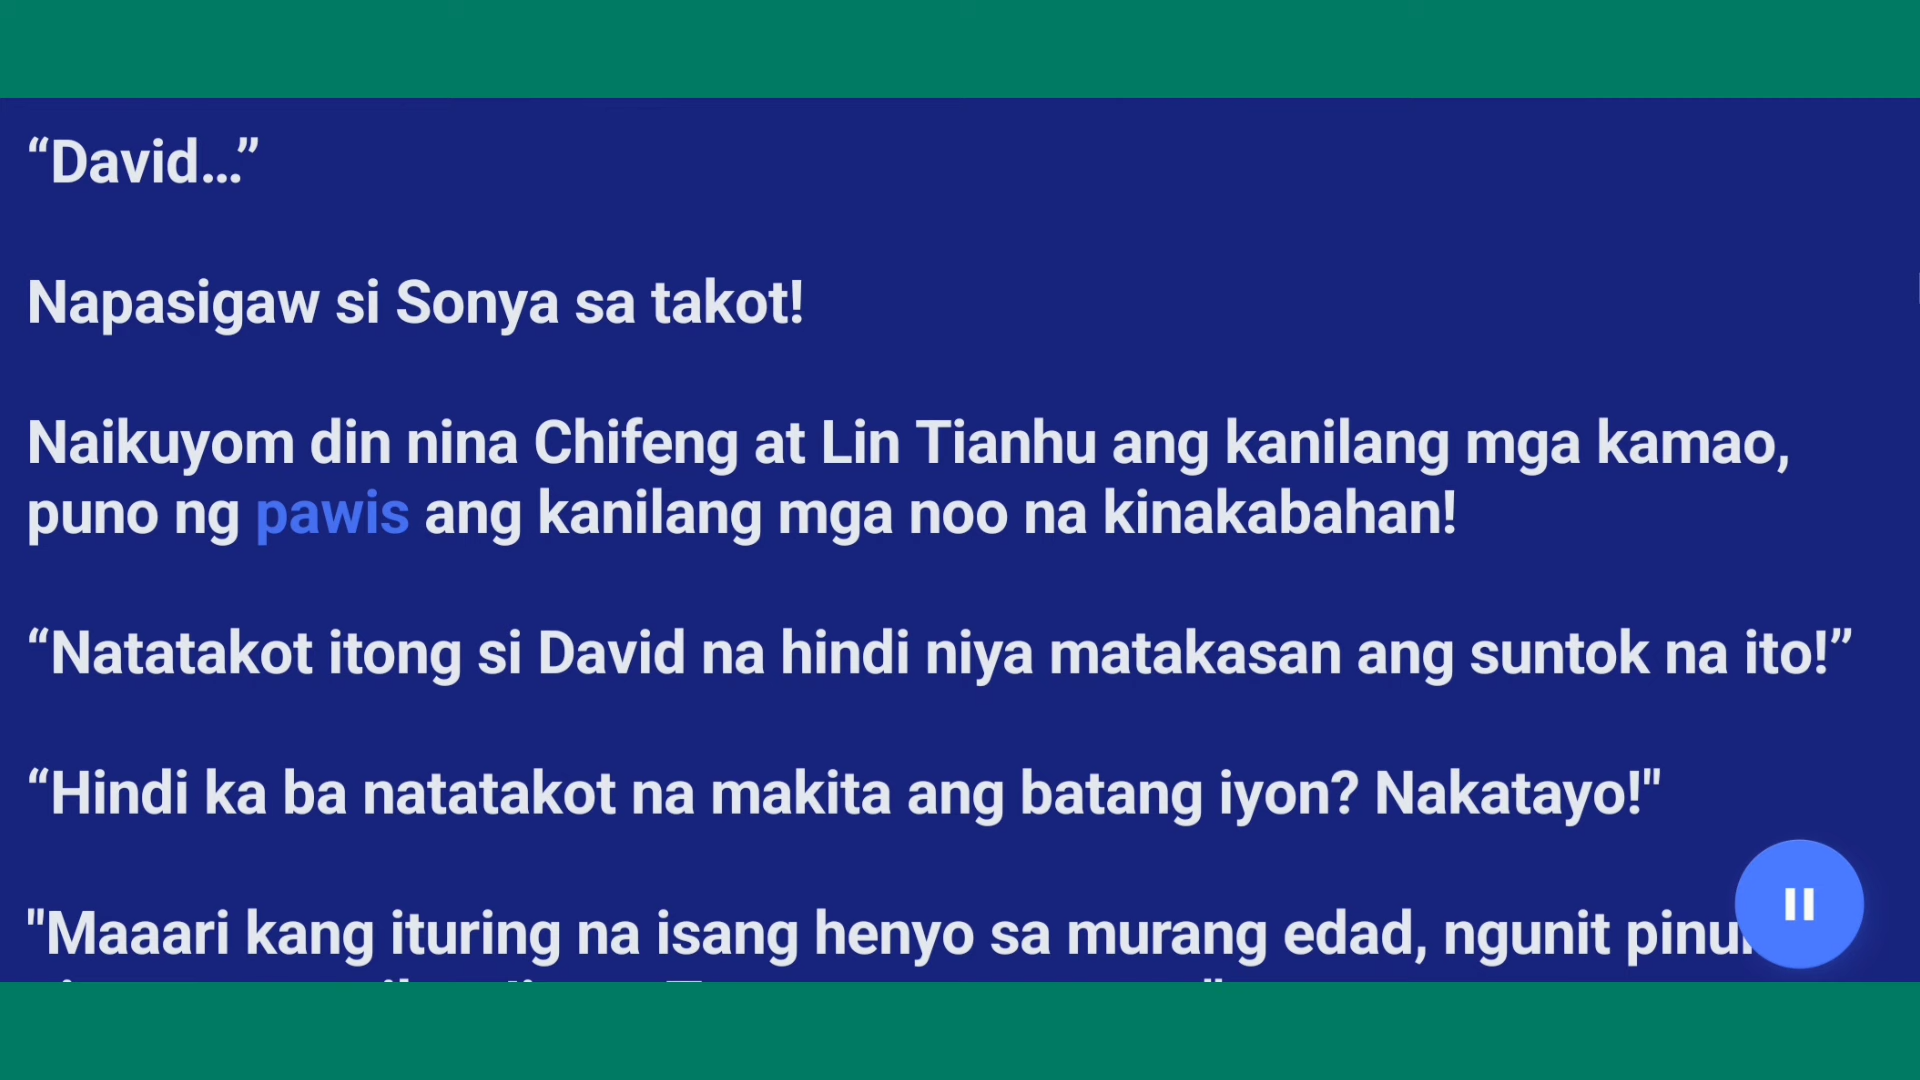 “David...”
Napasigaw si Sonya sa takot!
Naikuyom din nina Chifeng at Lin Tianhu ang kanilang mga kamao,
puno ng pawis ang kanilang mga noo na kinakabahan!
“Natatakot itong si David na hindi niya matakasan ang suntok na ito!”
“Hindi ka ba natatakot na makita ang batang iyon? Nakatayo!"
"Maaari kang ituring na isang henyo sa murang edad, ngunit